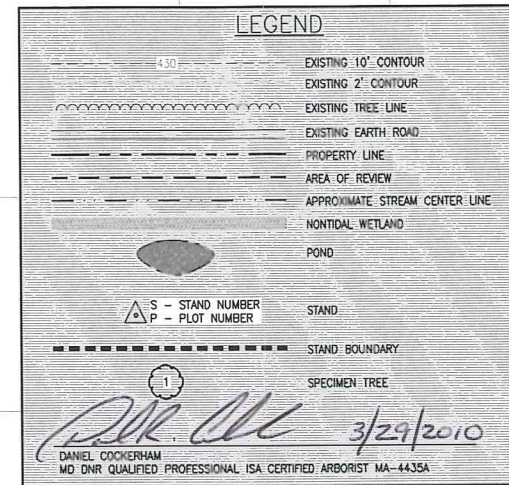 LEGEND
430 EXISTING 10' CONTOUR
EXISTING 2' CONTOUR
EXISTING TREE LINE
EXISTING EARTH ROAD
PROPERTY LINE
AREA OF REVIEW
APPROXIMATE STREAM CENTER LINE
NONTIDAL WETLAND
POND
S - STAND NUMBER
P - PLOT NUMBER
STAND
STAND BOUNDARY
1 SPECIMEN TREE
3/29/2010
DANIEL COCKERHAM
MD DNR QUALIFIED PROFESSIONAL ISA CERTIFIED ARBORIST MA-4435A